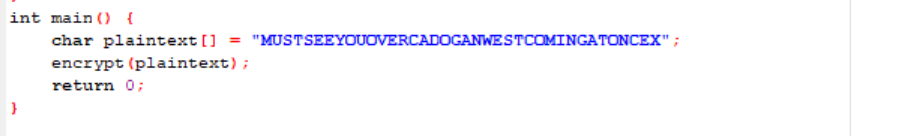 int main() {
    char plaintext[] = "MUSTSEEYOUOVERCADOGANWESTCOMINGATONCEX";
    encrypt(plaintext);
    return 0;
}